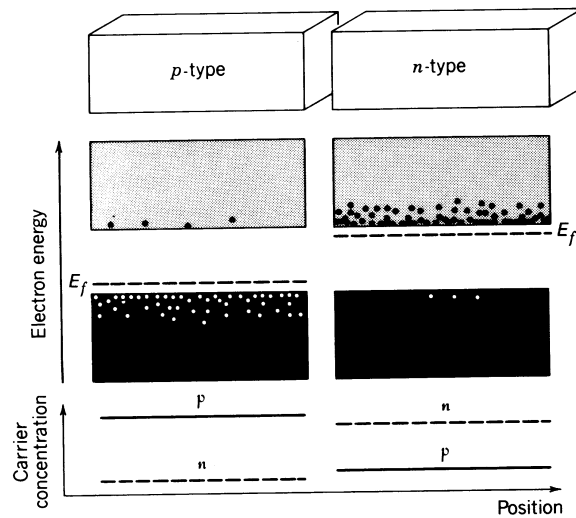 p-type
n-type
Electron energy
E_f
E_f
Carrier concentration
p
n
n
p
Position